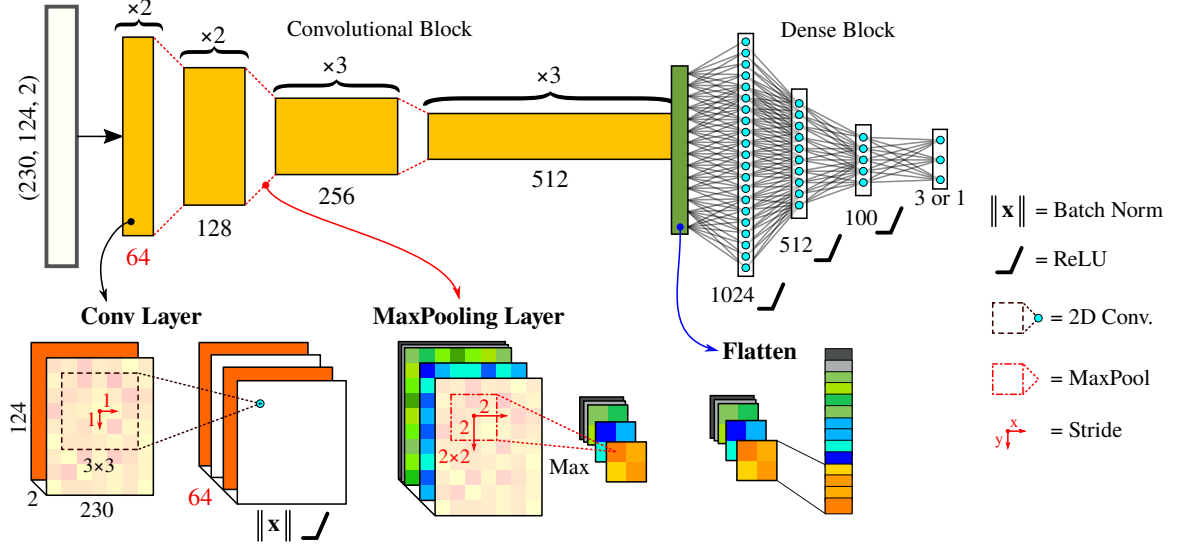 ×2
Convolutional Block
Dense Block
×2
×3
×3
(230, 124, 2)
64
128
256
512
1024
512
100
3 or 1
‖x‖ = Batch Norm
= ReLU
= 2D Conv.
= MaxPool
x
y
= Stride
Conv Layer
MaxPooling Layer
Flatten
124
1
1
3×3
2
230
64
‖x‖
2
2
2×2
Max